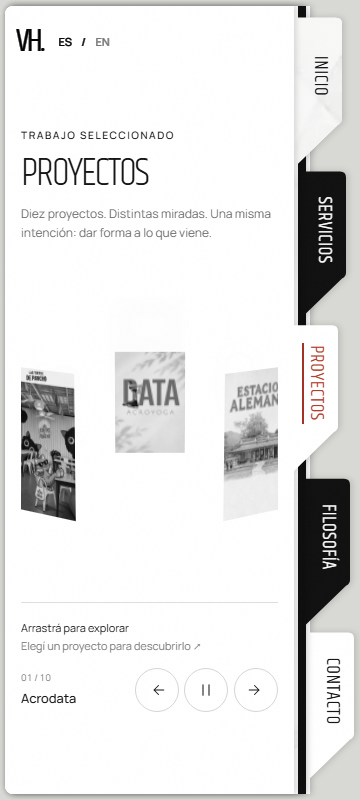 VH. ES / EN
TRABAJO SELECCIONADO
PROYECTOS
Diez proyectos. Distintas miradas. Una misma
intención: dar forma a lo que viene.
DE PANCHO
DATA
ACROYOGA
ESTACIO
ALEMAN
Arrastrá para explorar
Elegí un proyecto para descubrirlo ↗
01 / 10
Acrodata
INICIO
SERVICIOS
PROYECTOS
FILOSOFÍA
CONTACTO